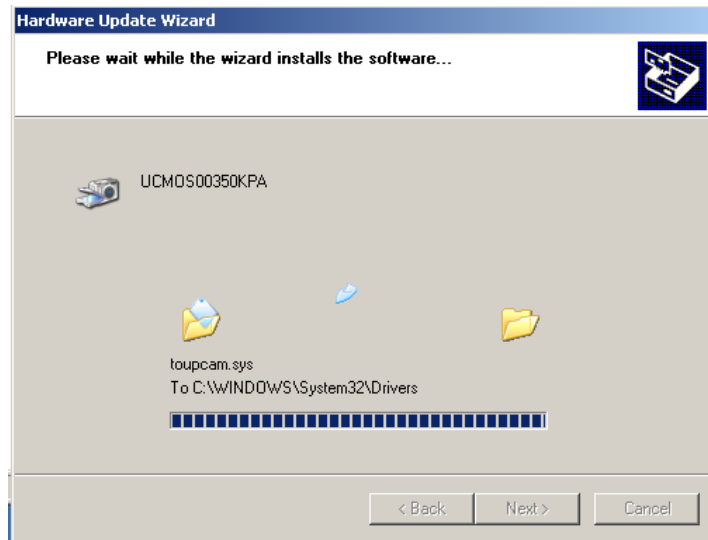 Hardware Update Wizard
Please wait while the wizard installs the software...
UCMOS00350KPA
toupcam.sys
To C:\WINDOWS\System32\Drivers
< Back Next > Cancel